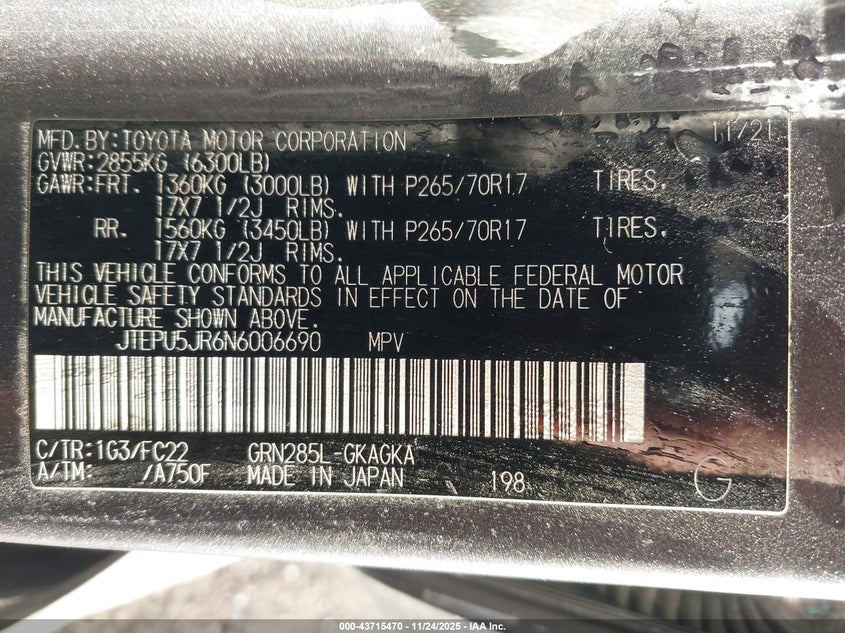 MFD.BY:TOYOTA MOTOR CORPORATION 11/21
GVWR:2855KG (6300LB)
GAWR:FRT. 1360KG (3000LB) WITH P265/70R17 TIRES.
17X7 1/2J RIMS.
RR. 1560KG (3450LB) WITH P265/70R17 TIRES.
17X7 1/2J RIMS.
THIS VEHICLE CONFORMS TO ALL APPLICABLE FEDERAL MOTOR
VEHICLE SAFETY STANDARDS IN EFFECT ON THE DATE OF
MANUFACTURE SHOWN ABOVE.
JTEPU5JR6N6006690 MPV
C/TR:1G3/FC22 GRN285L-GKAGKA
A/TM: /A750F MADE IN JAPAN 198 G
000-43715470 - 11/24/2025 - IAA Inc.